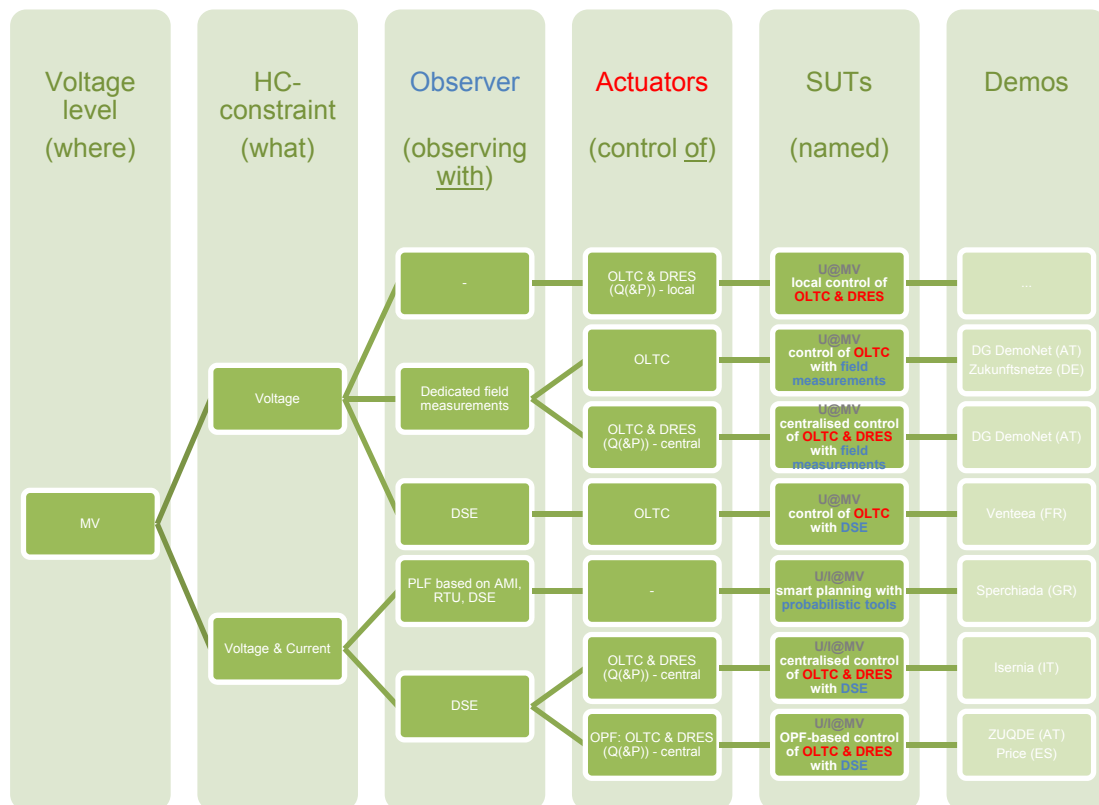 Voltage
level
(where)
HC-
constraint
(what)
Observer
(observing
with)
Actuators
(control of)
SUTs
(named)
Demos
MV
Voltage
Voltage & Current
-
Dedicated field
measurements
DSE
PLF based on AMI,
RTU, DSE
DSE
OLTC & DRES
(Q(&P)) - local
OLTC
OLTC & DRES
(Q(&P)) - central
OLTC
-
OLTC & DRES
(Q(&P)) - central
OPF: OLTC & DRES
(Q(&P)) - central
U@MV
local control of
OLTC & DRES
U@MV
control of OLTC
with field
measurements
U@MV
centralised control
of OLTC & DRES
with field
measurements
U@MV
control of OLTC
with DSE
U/I@MV
smart planning with
probabilistic tools
U/I@MV
centralised control
of OLTC & DRES
with DSE
U/I@MV
OPF-based control
of OLTC & DRES
with DSE
...
DG DemoNet (AT)
Zukunftsnetze (DE)
DG DemoNet (AT)
Venteea (FR)
Sperchiada (GR)
Isernia (IT)
ZUQDE (AT)
Price (ES)